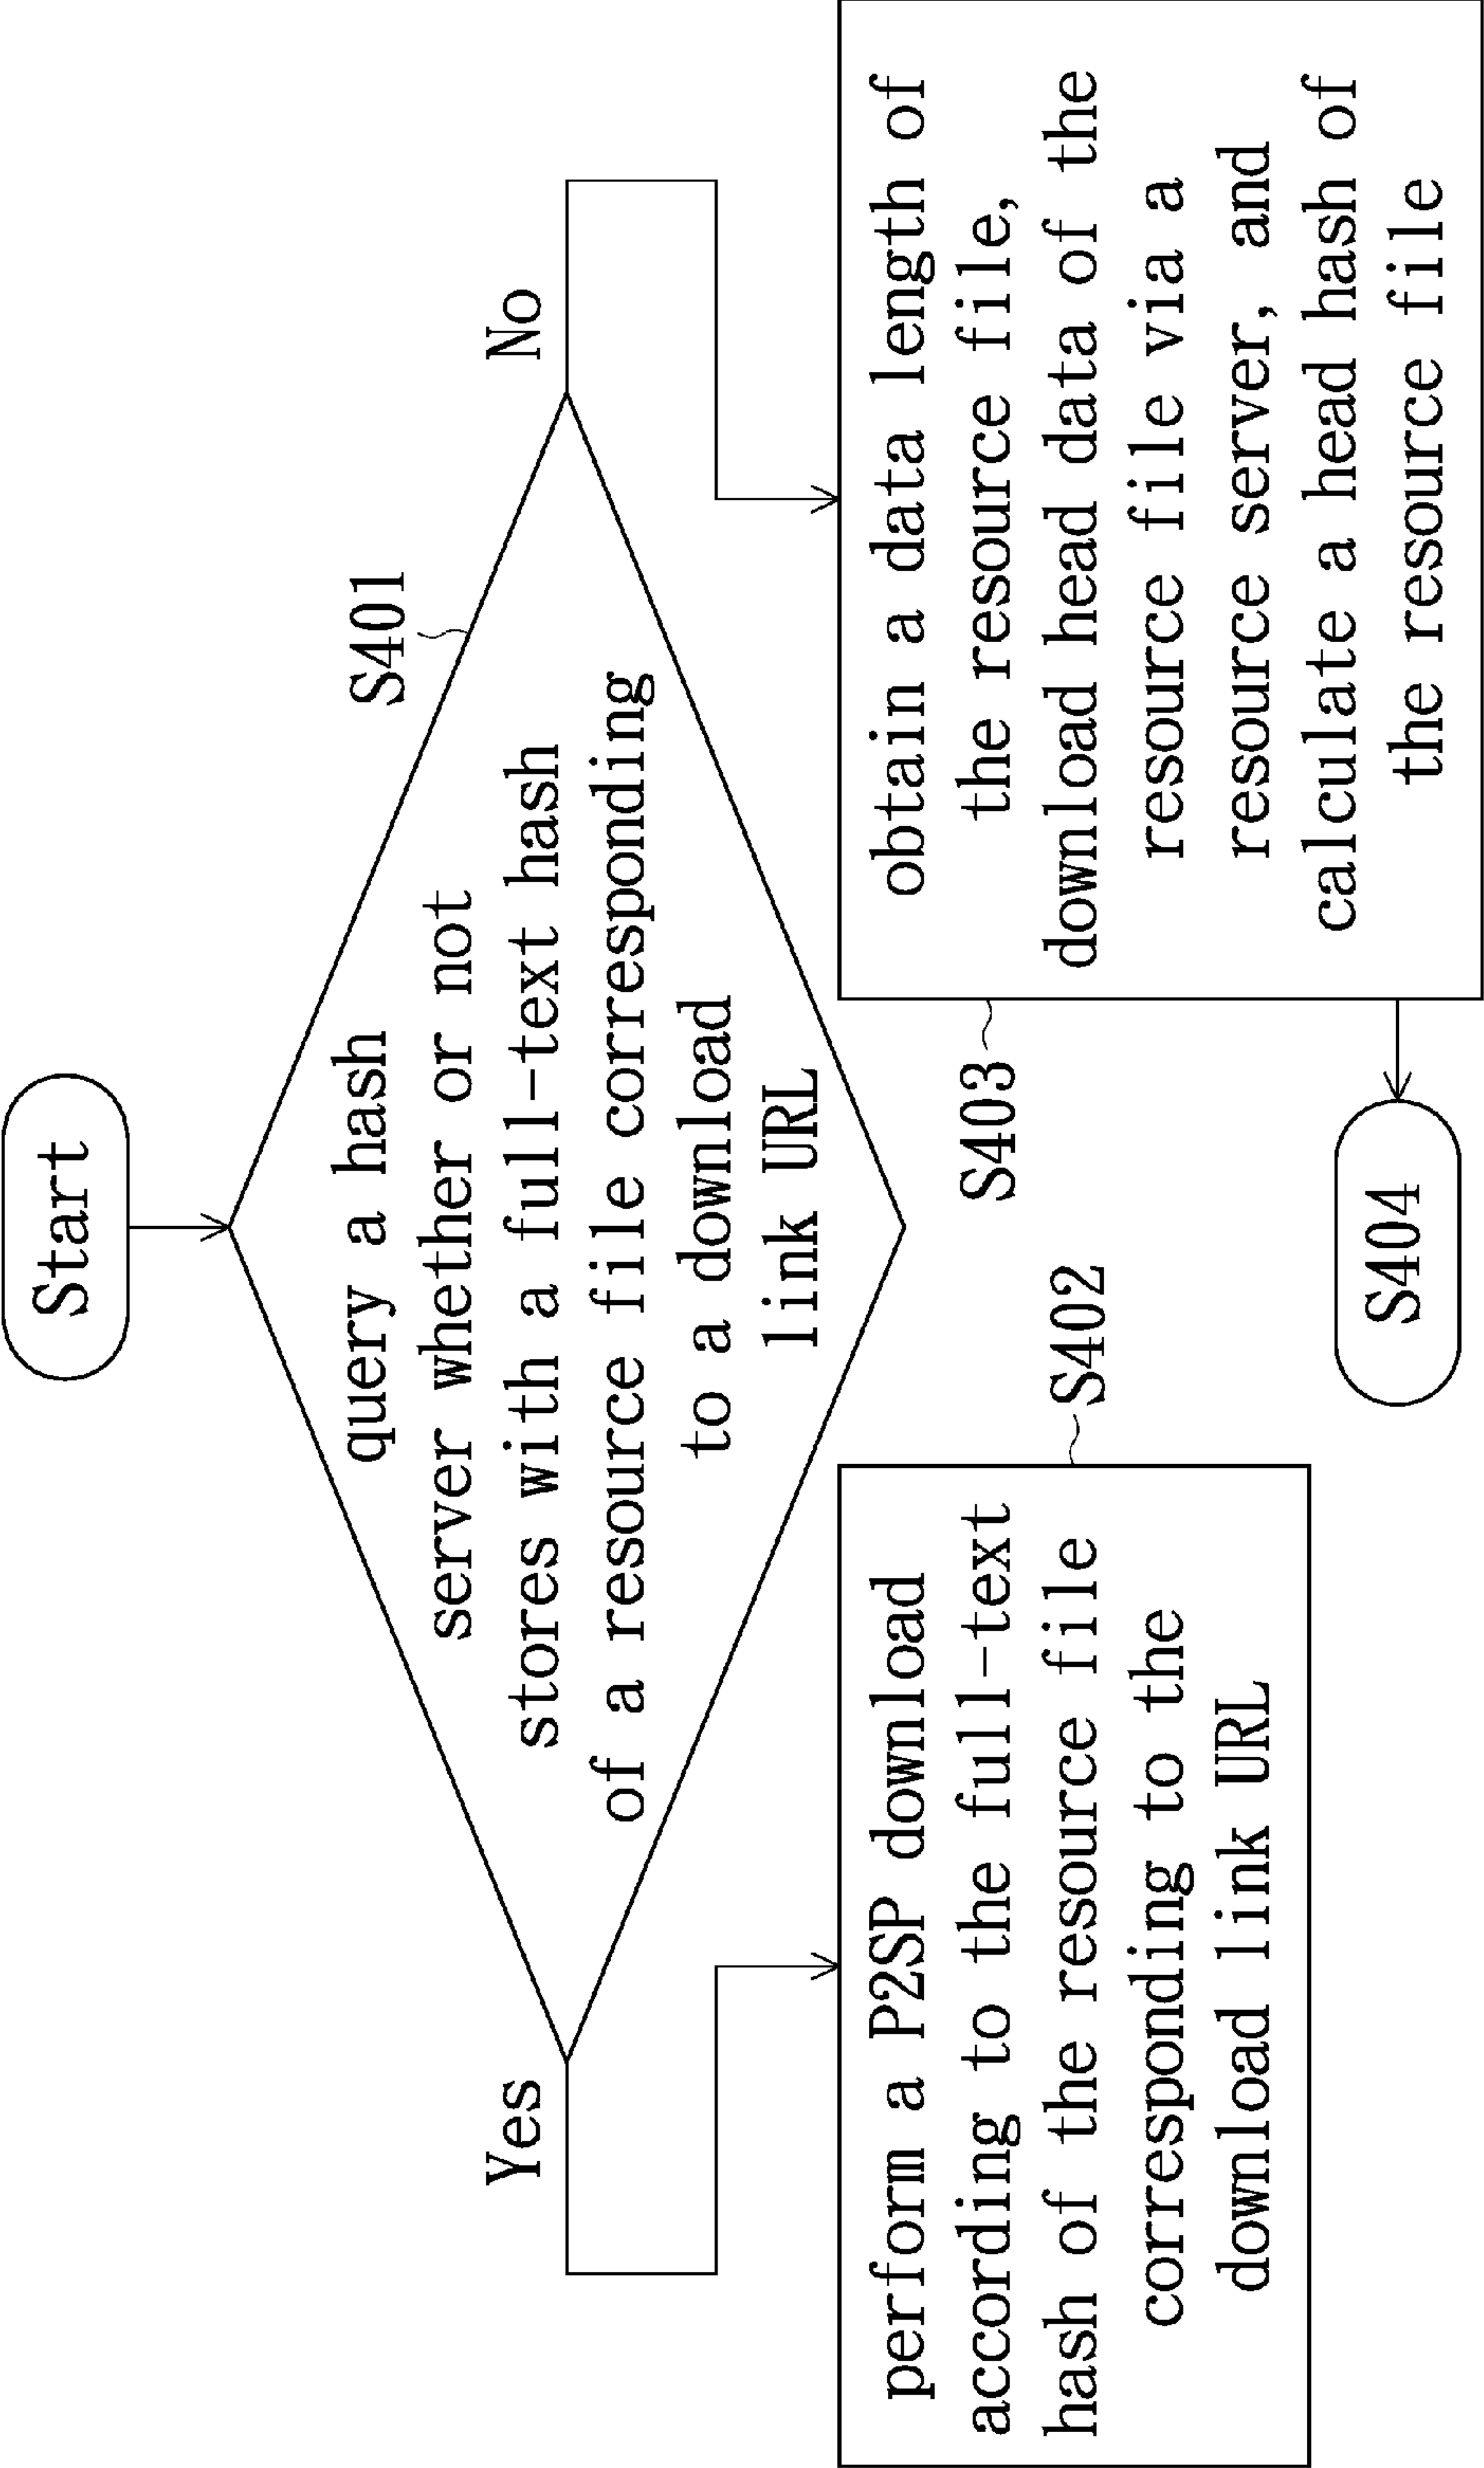 Start
S401
query a hash
server whether or not
stores with a full-text hash
of a resource file corresponding
to a download
link URL
Yes
No
S402
perform a P2SP download
according to the full-text
hash of the resource file
corresponding to the
download link URL
S403
obtain a data length of
the resource file,
download head data of the
resource file via a
resource server, and
calculate a head hash of
the resource file
S404